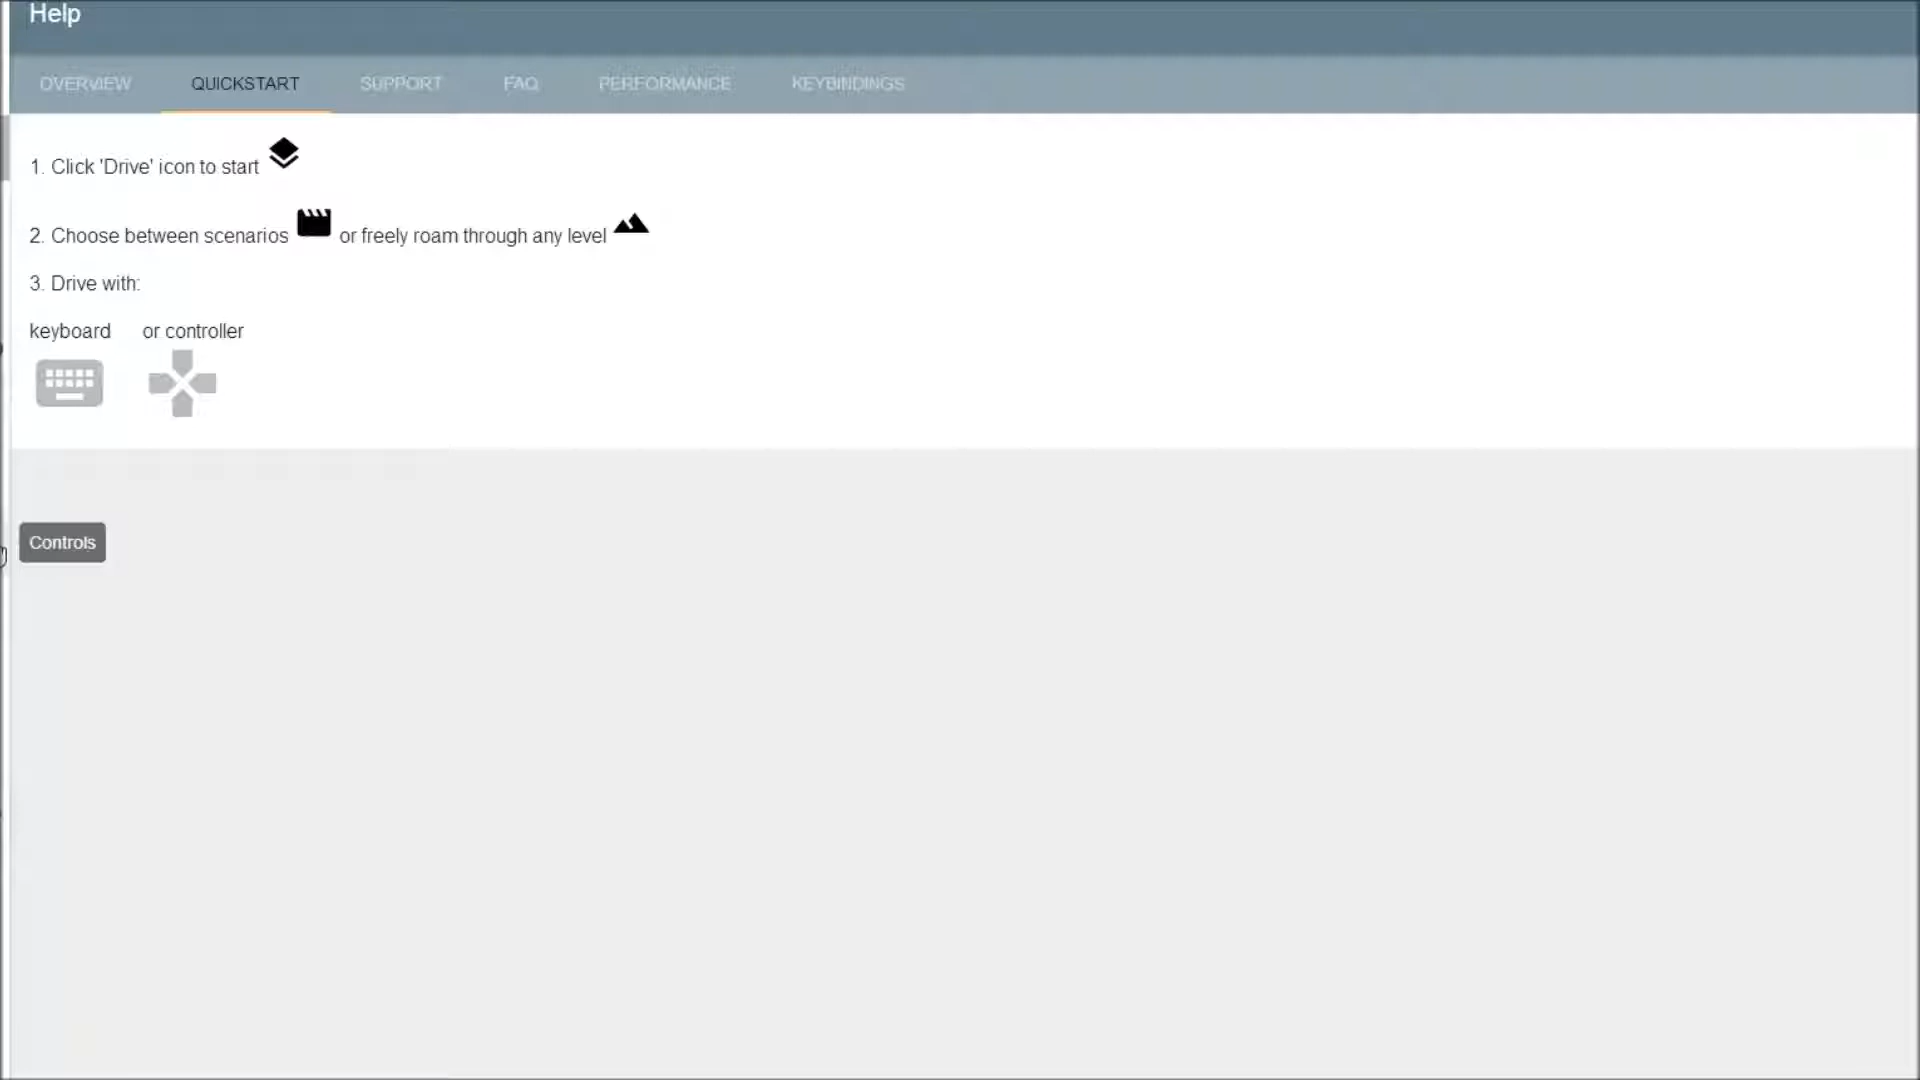 Help
OVERVIEW QUICKSTART SUPPORT FAQ PERFORMANCE KEYBINDINGS
1. Click 'Drive' icon to start
2. Choose between scenarios or freely roam through any level
3. Drive with:
keyboard or controller
Controls